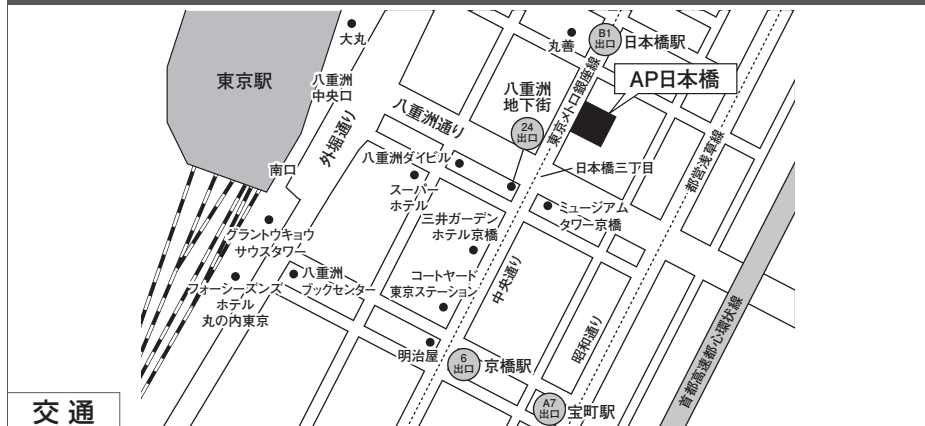 大丸
丸善
B1
出口
日本橋駅
東京駅
八重洲
中央口
八重洲
地下街
AP日本橋
24
出口
八重洲通り
東京メトロ銀座線
外堀通り
八重洲ダイビル
日本橋三丁目
都営浅草線
南口
スーパー
ホテル
ミュージアム
タワー京橋
三井ガーデン
ホテル京橋
グラントウキョウ
サウスタワー
八重洲
ブックセンター
コートヤード
東京ステーション
中央通り
フォーシーズンズ
ホテル
丸の内東京
昭和通り
首都高速都心環状線
明治屋
6
出口
京橋駅
A7
出口
宝町駅
交通